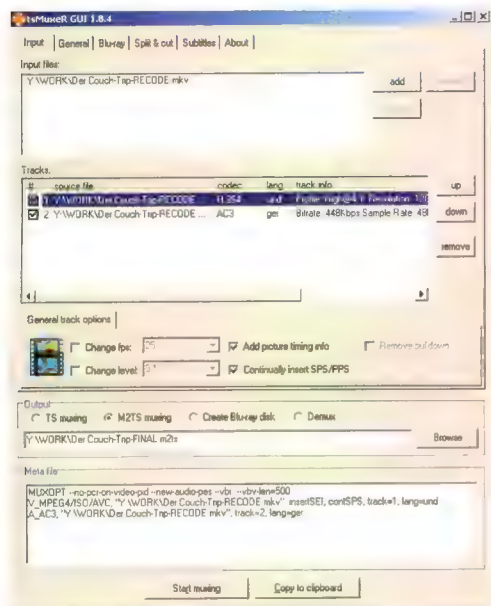 tsMuxeR GUI 1.8.4
Input General Blu-ray Split & cut Subtitles About
Input files:
Y:\WORK\Der Couch-Trip-RECODE.mkv
add
Tracks:
# source file codec lang track info
1 Y:\WORK\Der Couch-Trip-RECODE H.264 und
2 Y:\WORK\Der Couch-Trip-RECODE ... AC3 ger Bitrate: 448Kbps Sample Rate: 48
up
down
remove
General track options
Change fps: 25
Add picture timing info
Remove pulldown
Change level:
Continually insert SPS/PPS
Output
TS muxing M2TS muxing Create Blu-ray disk Demux
Y:\WORK\Der Couch-Trip-FINAL.m2ts
Browse
Meta file
MUXOPT --no-pcr-on-video-pid --new-audio-pes --vbr --vbv-len=500
V_MPEG4/ISO/AVC, "Y:\WORK\Der Couch-Trip-RECODE.mkv", insertSEI, contSPS, track=1, lang=und
A_AC3, "Y:\WORK\Der Couch-Trip-RECODE.mkv", track=2, lang=ger
Start muxing
Copy to clipboard